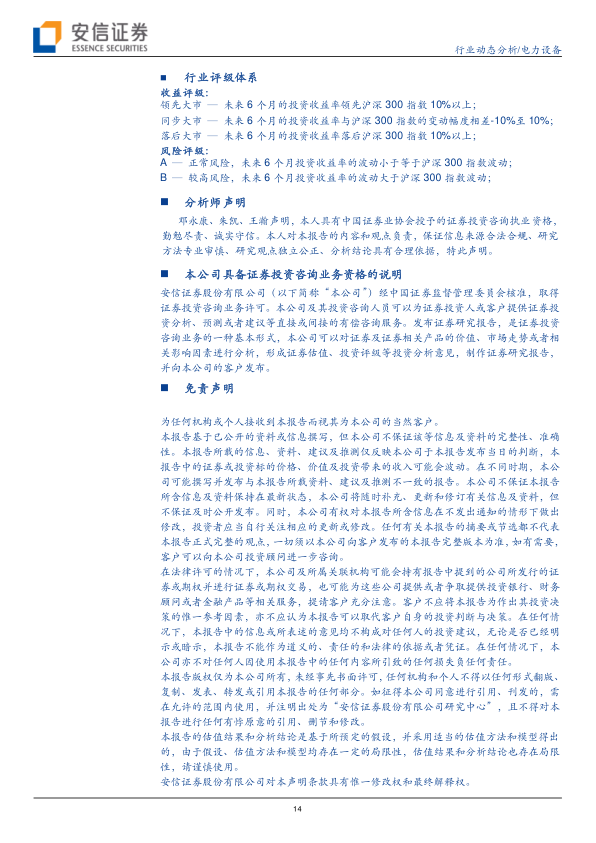 安信证券
ESSENCE SECURITIES
行业动态分析/电力设备
■ 行业评级体系
收益评级：
领先大市 — 未来 6 个月的投资收益率领先沪深 300 指数 10%以上；
同步大市 — 未来 6 个月的投资收益率与沪深 300 指数的变动幅度相差-10%至 10%；
落后大市 — 未来 6 个月的投资收益率落后沪深 300 指数 10%以上；
风险评级：
A — 正常风险，未来 6 个月投资收益率的波动小于等于沪深 300 指数波动；
B — 较高风险，未来 6 个月投资收益率的波动大于沪深 300 指数波动；
■ 分析师声明
邓永康、朱凯、王瀚声明，本人具有中国证券业协会授予的证券投资咨询执业资格，
勤勉尽责、诚实守信。本人对本报告的内容和观点负责，保证信息来源合法合规、研究
方法专业审慎、研究观点独立公正、分析结论具有合理依据，特此声明。
■ 本公司具备证券投资咨询业务资格的说明
安信证券股份有限公司（以下简称“本公司”）经中国证券监督管理委员会核准，取得
证券投资咨询业务许可。本公司及其投资咨询人员可以为证券投资人或客户提供证券投
资分析、预测或者建议等直接或间接的有偿咨询服务。发布证券研究报告，是证券投资
咨询业务的一种基本形式，本公司可以对证券及证券相关产品的价值、市场走势或者相
关影响因素进行分析，形成证券估值、投资评级等投资分析意见，制作证券研究报告，
并向本公司的客户发布。
■ 免责声明
为任何机构或个人接收到本报告而视其为本公司的当然客户。
本报告基于已公开的资料或信息撰写，但本公司不保证该等信息及资料的完整性、准确
性。本报告所载的信息、资料、建议及推测仅反映本公司于本报告发布当日的判断，本
报告中的证券或投资标的价格、价值及投资带来的收入可能会波动。在不同时期，本公
司可能撰写并发布与本报告所载资料、建议及推测不一致的报告。本公司不保证本报告
所含信息及资料保持在最新状态，本公司将随时补充、更新和修订有关信息及资料，但
不保证及时公开发布。同时，本公司有权对本报告所含信息在不发出通知的情形下做出
修改，投资者应当自行关注相应的更新或修改。任何有关本报告的摘要或节选都不代表
本报告正式完整的观点，一切须以本公司向客户发布的本报告完整版本为准，如有需要，
客户可以向本公司投资顾问进一步咨询。
在法律许可的情况下，本公司及所属关联机构可能会持有报告中提到的公司所发行的证
券或期权并进行证券或期权交易，也可能为这些公司提供或者争取提供投资银行、财务
顾问或者金融产品等相关服务，提请客户充分注意。客户不应将本报告为作出其投资决
策的惟一参考因素，亦不应认为本报告可以取代客户自身的投资判断与决策。在任何情
况下，本报告中的信息或所表述的意见均不构成对任何人的投资建议，无论是否已经明
示或暗示，本报告不能作为道义的、责任的和法律的依据或者凭证。在任何情况下，本
公司亦不对任何人因使用本报告中的任何内容所引致的任何损失负任何责任。
本报告版权仅为本公司所有，未经事先书面许可，任何机构和个人不得以任何形式翻版、
复制、发表、转发或引用本报告的任何部分。如征得本公司同意进行引用、刊发的，需
在允许的范围内使用，并注明出处为“安信证券股份有限公司研究中心”，且不得对本
报告进行任何有悖原意的引用、删节和修改。
本报告的估值结果和分析结论是基于所预定的假设，并采用适当的估值方法和模型得出
的，由于假设、估值方法和模型均存在一定的局限性，估值结果和分析结论也存在局限
性，请谨慎使用。
安信证券股份有限公司对本声明条款具有惟一修改权和最终解释权。
14